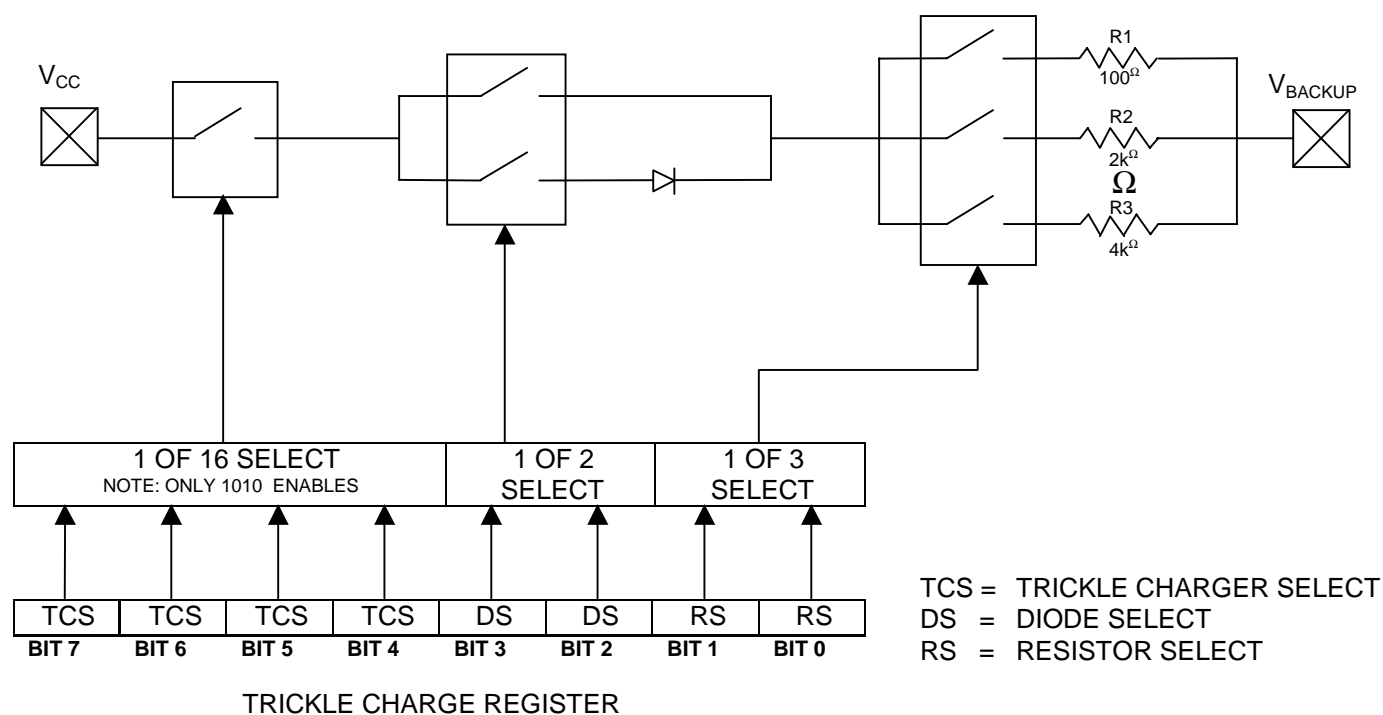 V_CC
V_BACKUP
R1
100Ω
R2
2kΩ
Ω
R3
4kΩ
1 OF 16 SELECT
NOTE: ONLY 1010 ENABLES
1 OF 2
SELECT
1 OF 3
SELECT
TCS TCS TCS TCS DS DS RS RS
BIT 7 BIT 6 BIT 5 BIT 4 BIT 3 BIT 2 BIT 1 BIT 0
TCS = TRICKLE CHARGER SELECT
DS = DIODE SELECT
RS = RESISTOR SELECT
TRICKLE CHARGE REGISTER